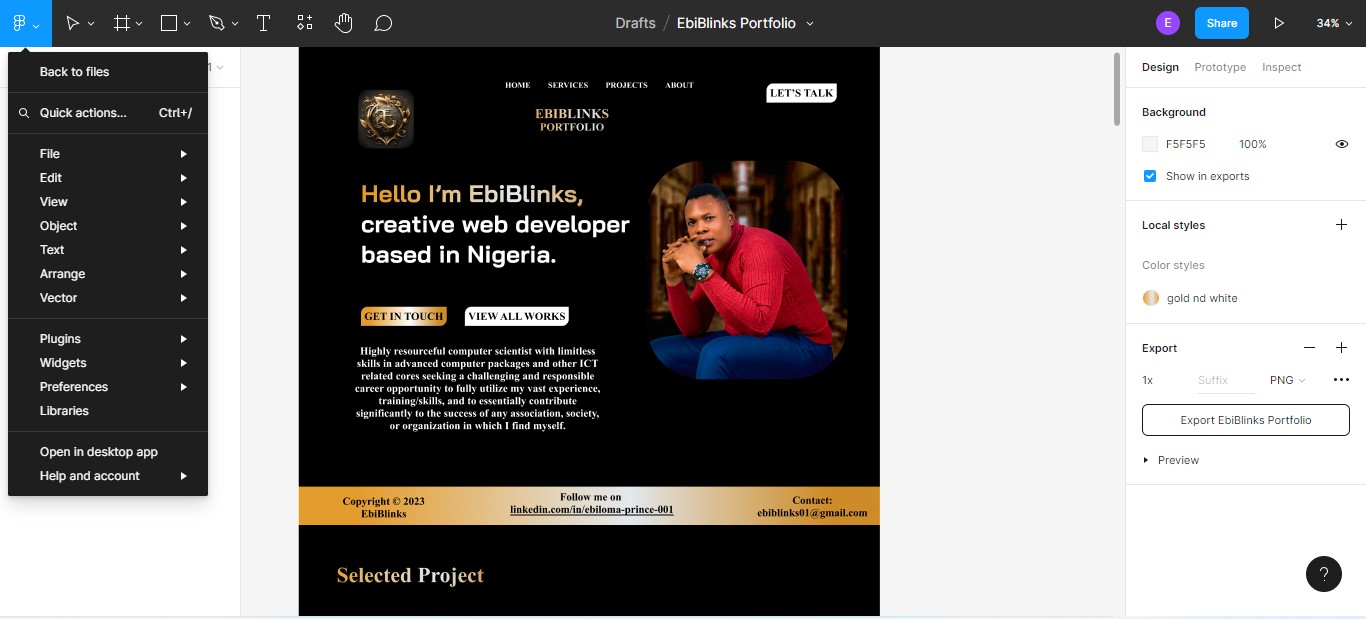 Drafts / EbiBlinks Portfolio
E
Share
34%
1
Back to files
Quick actions... Ctrl+/
File
Edit
View
Object
Text
Arrange
Vector
Plugins
Widgets
Preferences
Libraries
Open in desktop app
Help and account
HOME SERVICES PROJECTS ABOUT
LET'S TALK
EBIBLINKS
PORTFOLIO
Hello I'm EbiBlinks,
creative web developer
based in Nigeria.
GET IN TOUCH VIEW ALL WORKS
Highly resourceful computer scientist with limitless
skills in advanced computer packages and other ICT
related cores seeking a challenging and responsible
career opportunity to fully utilize my vast experience,
training/skills, and to essentially contribute
significantly to the success of any association, society,
or organization in which I find myself.
Copyright © 2023
EbiBlinks
Follow me on
linkedin.com/in/ebiloma-prince-001
Contact:
ebiblinks01@gmail.com
Selected Project
Design Prototype Inspect
Background
F5F5F5 100%
Show in exports
Local styles
Color styles
gold nd white
Export
1x Suffix PNG
Export EbiBlinks Portfolio
Preview
?